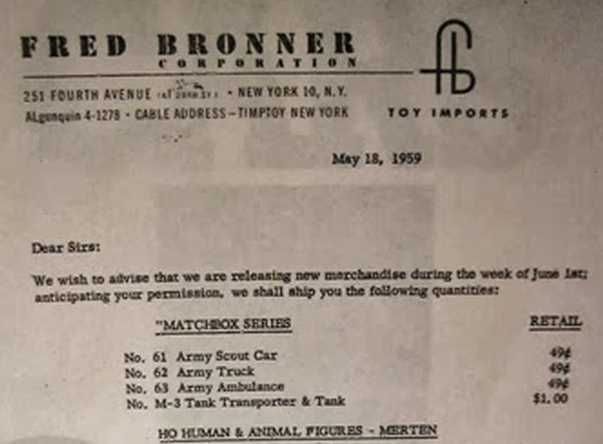 FRED BRONNER
CORPORATION
251 FOURTH AVENUE • NEW YORK 10, N.Y.
ALgonquin 4-1278 • CABLE ADDRESS—TIMPTOY NEW YORK
TOY IMPORTS
May 18, 1959
Dear Sirs:
We wish to advise that we are releasing new merchandise during the week of June 1st;
anticipating your permission, we shall ship you the following quantities:
"MATCHBOX SERIES RETAIL
No. 61 Army Scout Car 49¢
No. 62 Army Truck 49¢
No. 63 Army Ambulance 49¢
No. M-3 Tank Transporter & Tank $1.00
HO HUMAN & ANIMAL FIGURES - MERTEN